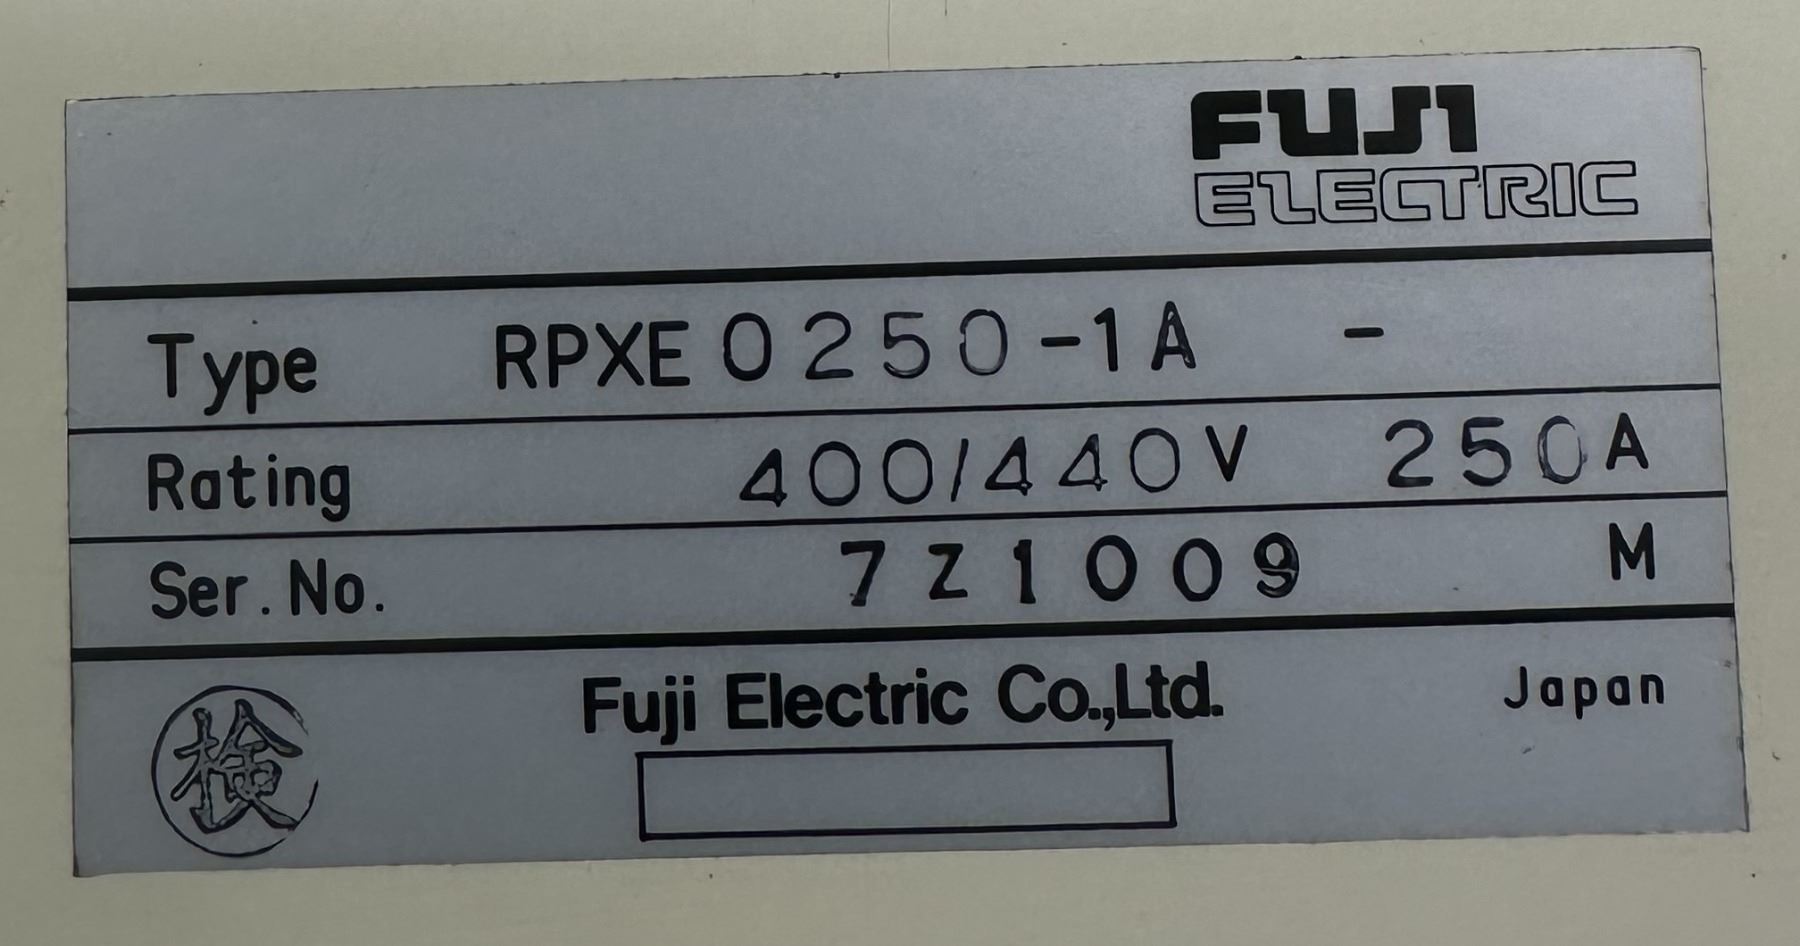 FUJI
ELECTRIC
Type RPXE 0250-1A -
Rating 400/440V 250A
Ser.No. 7Z1009 M
Fuji Electric Co.,Ltd. Japan
検